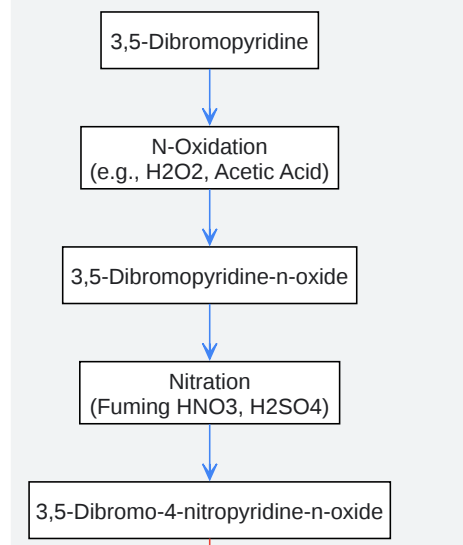 3,5-Dibromopyridine
N-Oxidation
(e.g., H2O2, Acetic Acid)
3,5-Dibromopyridine-n-oxide
Nitration
(Fuming HNO3, H2SO4)
3,5-Dibromo-4-nitropyridine-n-oxide